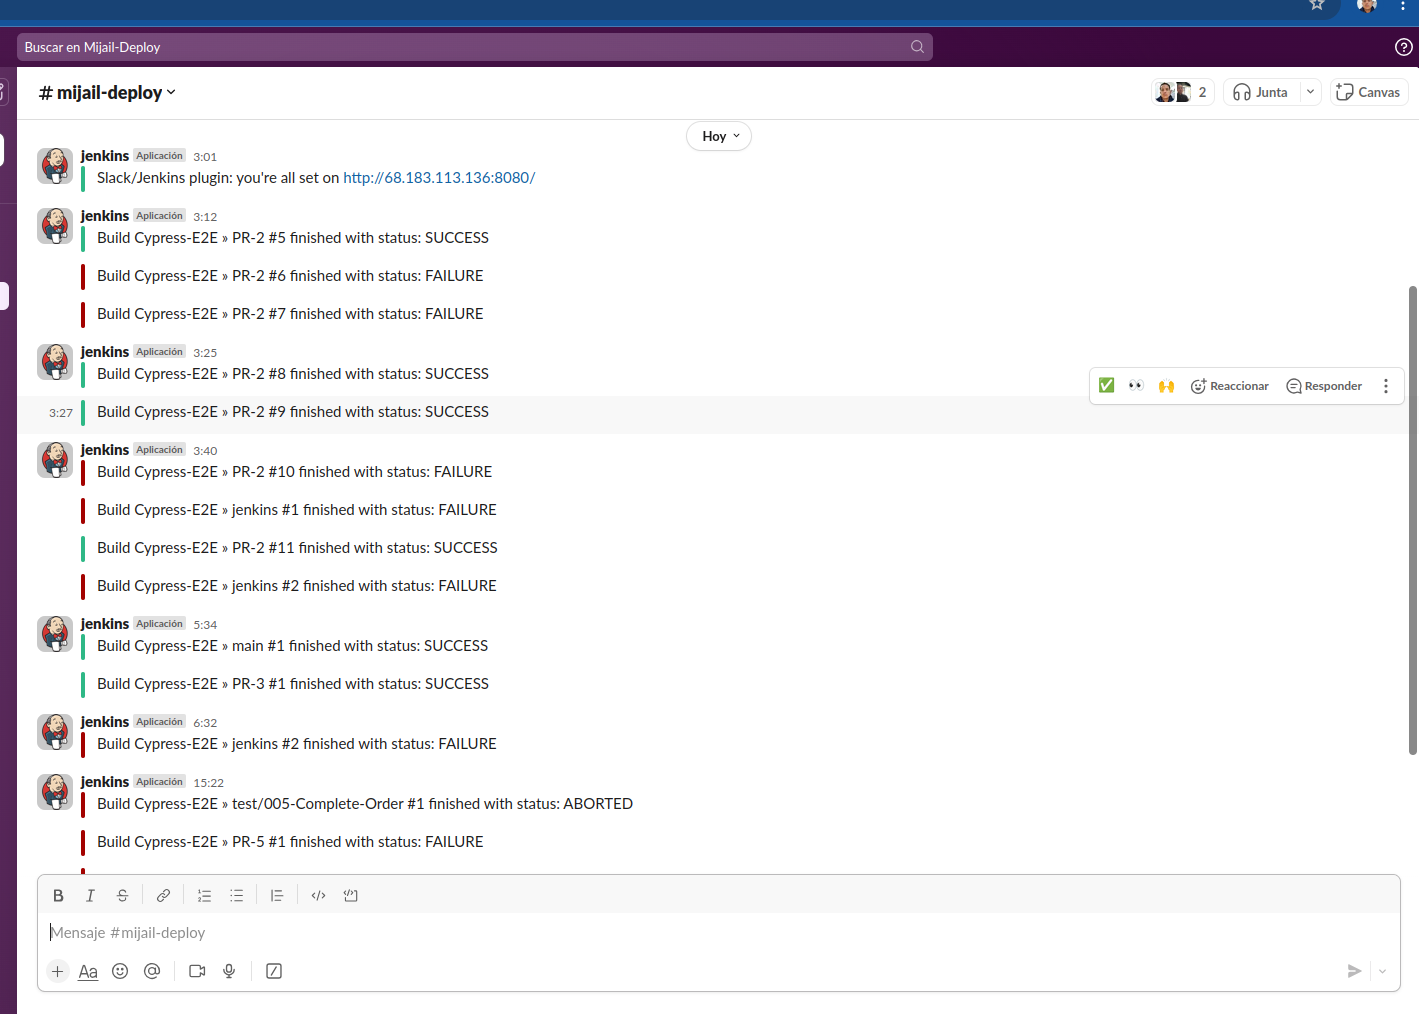 Buscar en Mijail-Deploy
# mijail-deploy
2
Junta
Canvas
Hoy
jenkins Aplicación 3:01
Slack/Jenkins plugin: you're all set on http://68.183.113.136:8080/
jenkins Aplicación 3:12
Build Cypress-E2E » PR-2 #5 finished with status: SUCCESS
Build Cypress-E2E » PR-2 #6 finished with status: FAILURE
Build Cypress-E2E » PR-2 #7 finished with status: FAILURE
jenkins Aplicación 3:25
Build Cypress-E2E » PR-2 #8 finished with status: SUCCESS
Reaccionar
Responder
3:27 Build Cypress-E2E » PR-2 #9 finished with status: SUCCESS
jenkins Aplicación 3:40
Build Cypress-E2E » PR-2 #10 finished with status: FAILURE
Build Cypress-E2E » jenkins #1 finished with status: FAILURE
Build Cypress-E2E » PR-2 #11 finished with status: SUCCESS
Build Cypress-E2E » jenkins #2 finished with status: FAILURE
jenkins Aplicación 5:34
Build Cypress-E2E » main #1 finished with status: SUCCESS
Build Cypress-E2E » PR-3 #1 finished with status: SUCCESS
jenkins Aplicación 6:32
Build Cypress-E2E » jenkins #2 finished with status: FAILURE
jenkins Aplicación 15:22
Build Cypress-E2E » test/005-Complete-Order #1 finished with status: ABORTED
Build Cypress-E2E » PR-5 #1 finished with status: FAILURE
Mensaje #mijail-deploy
Aa